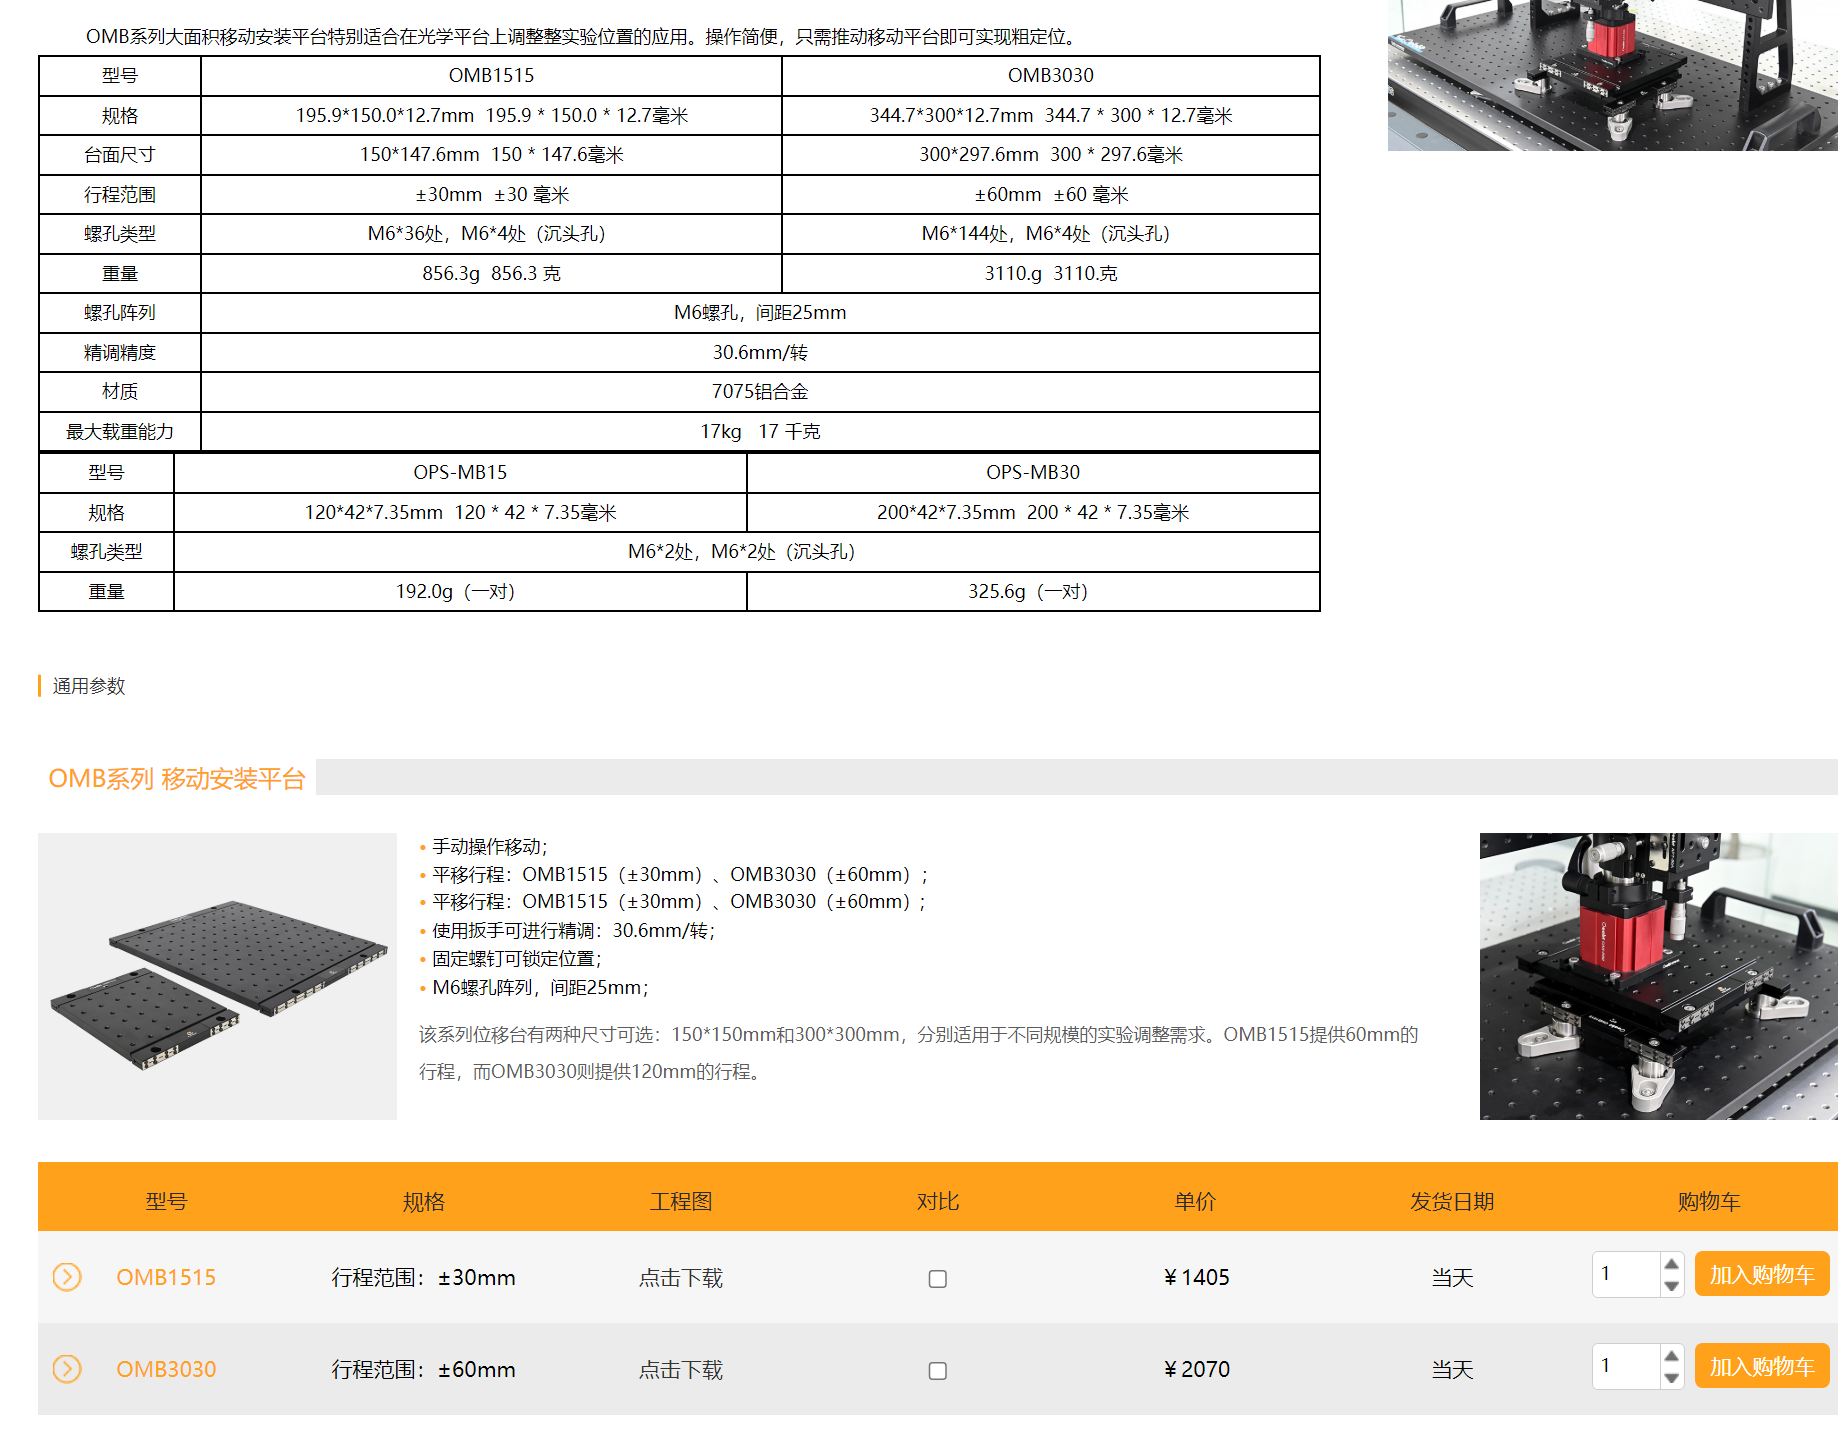 OMB系列大面积移动安装平台特别适合在光学平台上调整整实验位置的应用。操作简便，只需推动移动平台即可实现粗定位。
型号 OMB1515 OMB3030
规格 195.9*150.0*12.7mm 195.9 * 150.0 * 12.7毫米 344.7*300*12.7mm 344.7 * 300 * 12.7毫米
台面尺寸 150*147.6mm 150 * 147.6毫米 300*297.6mm 300 * 297.6毫米
行程范围 ±30mm ±30 毫米 ±60mm ±60 毫米
螺孔类型 M6*36处，M6*4处（沉头孔） M6*144处，M6*4处（沉头孔）
重量 856.3g 856.3 克 3110.g 3110.克
螺孔阵列 M6螺孔，间距25mm
精调精度 30.6mm/转
材质 7075铝合金
最大载重能力 17kg 17 千克
型号 OPS-MB15 OPS-MB30
规格 120*42*7.35mm 120 * 42 * 7.35毫米 200*42*7.35mm 200 * 42 * 7.35毫米
螺孔类型 M6*2处，M6*2处（沉头孔）
重量 192.0g（一对） 325.6g（一对）
通用参数
OMB系列 移动安装平台
• 手动操作移动；
• 平移行程：OMB1515（±30mm）、OMB3030（±60mm）；
• 平移行程：OMB1515（±30mm）、OMB3030（±60mm）；
• 使用扳手可进行精调：30.6mm/转；
• 固定螺钉可锁定位置；
• M6螺孔阵列，间距25mm；
该系列位移台有两种尺寸可选：150*150mm和300*300mm，分别适用于不同规模的实验调整需求。OMB1515提供60mm的
行程，而OMB3030则提供120mm的行程。
型号 规格 工程图 对比 单价 发货日期 购物车
OMB1515 行程范围：±30mm 点击下载 ¥1405 当天 1 加入购物车
OMB3030 行程范围：±60mm 点击下载 ¥2070 当天 1 加入购物车